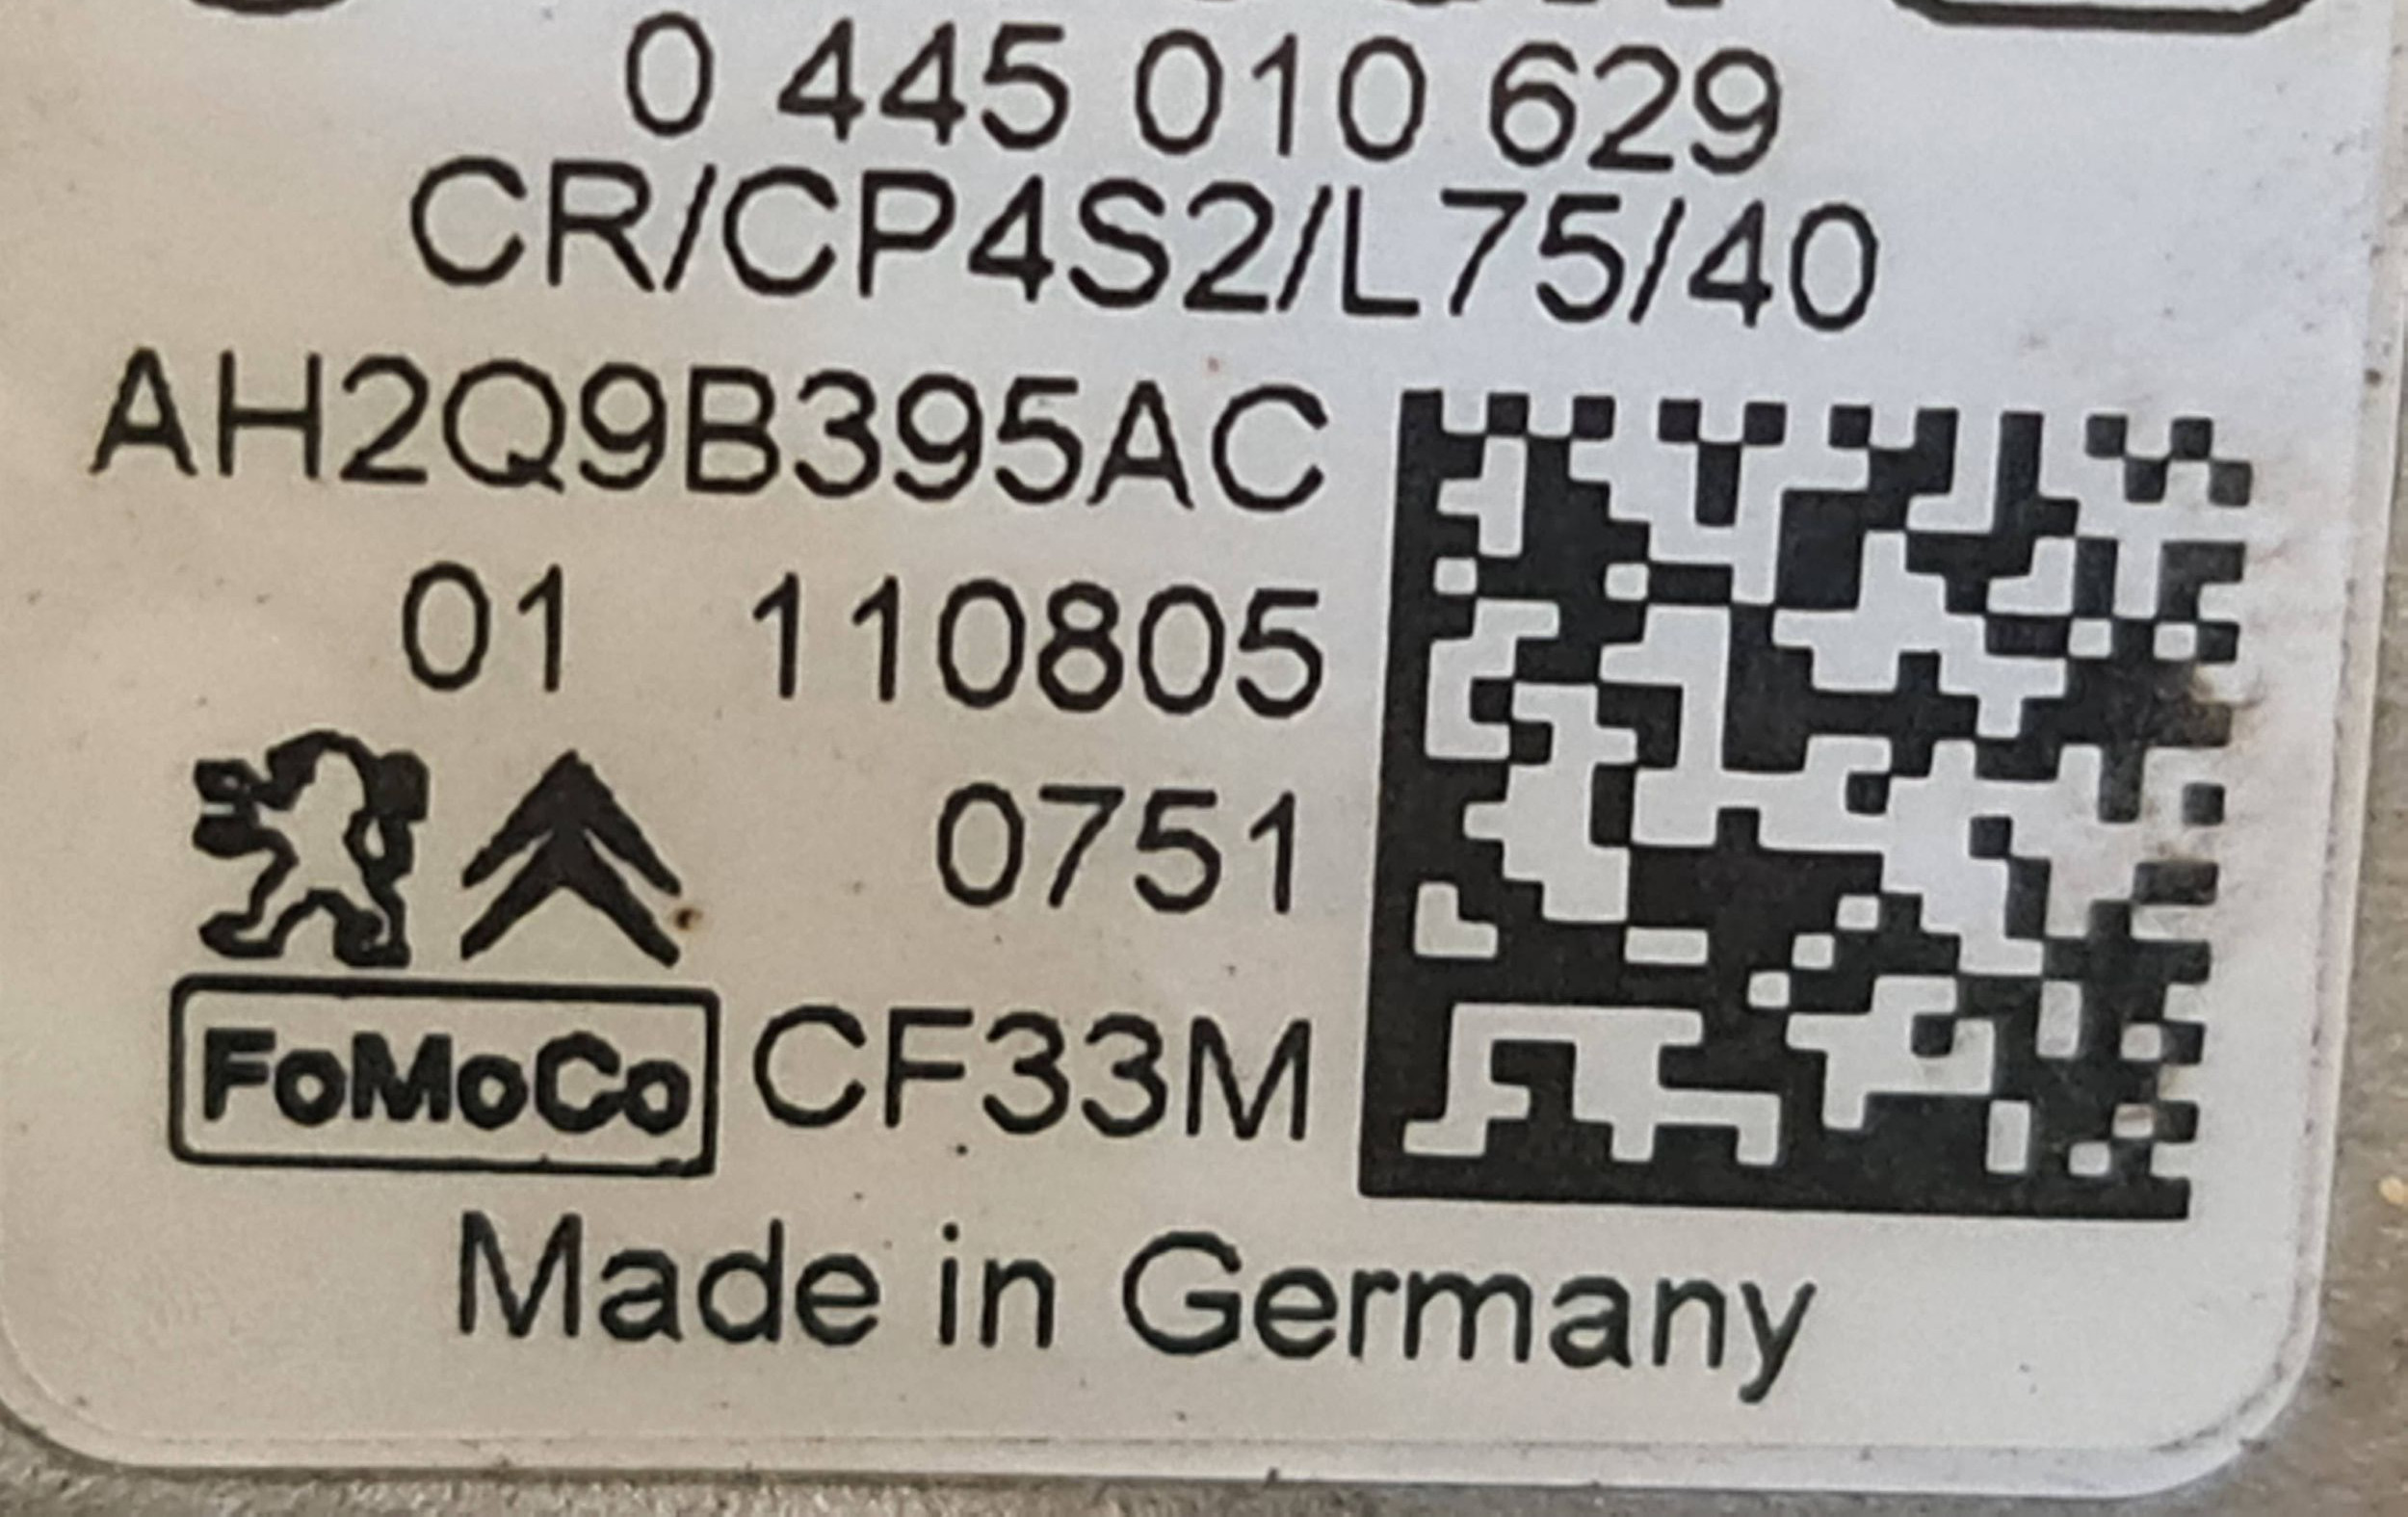 0 445 010 629
CR/CP4S2/L75/40
AH2Q9B395AC
01 110805
0751
FoMoCo CF33M
Made in Germany